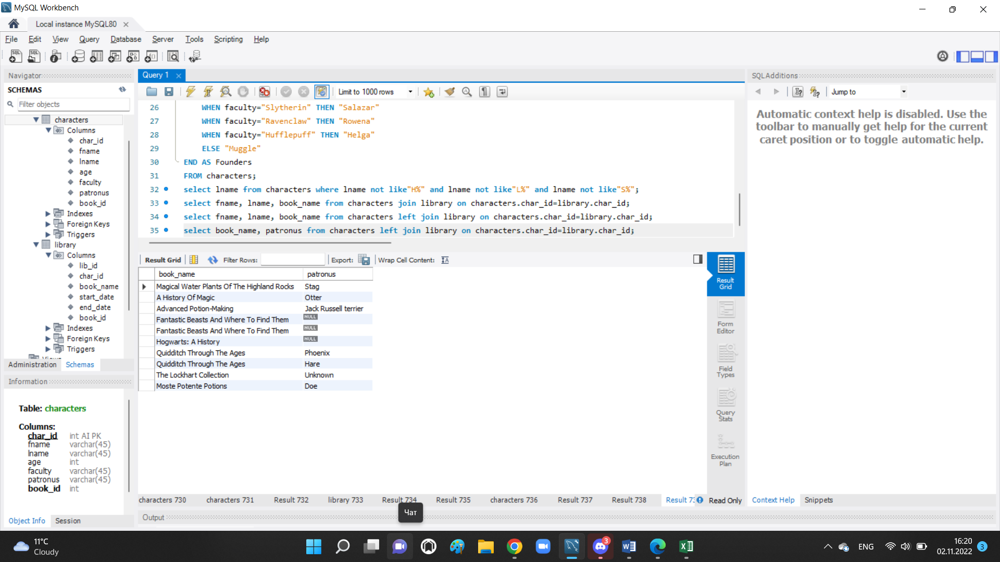 MySQL Workbench
Local instance MySQL80
File Edit View Query Database Server Tools Scripting Help
Navigator
SCHEMAS
Filter objects
characters
Columns
char_id
fname
lname
age
faculty
patronus
book_id
Indexes
Foreign Keys
Triggers
library
Columns
lib_id
char_id
book_name
start_date
end_date
book_id
Indexes
Foreign Keys
Triggers
Administration Schemas
Information
Table: characters
Columns:
char_id int AI PK
fname varchar(45)
lname varchar(45)
age int
faculty varchar(45)
patronus varchar(45)
book_id int
Object Info Session
Query 1
Limit to 1000 rows
26 WHEN faculty="Slytherin" THEN "Salazar"
27 WHEN faculty="Ravenclaw" THEN "Rowena"
28 WHEN faculty="Hufflepuff" THEN "Helga"
29 ELSE "Muggle"
30 END AS Founders
31 FROM characters;
32 select lname from characters where lname not like"H%" and lname not like"L%" and lname not like"S%";
33 select fname, lname, book_name from characters join library on characters.char_id=library.char_id;
34 select fname, lname, book_name from characters left join library on characters.char_id=library.char_id;
35 select book_name, patronus from characters left join library on characters.char_id=library.char_id;
Result Grid Filter Rows: Export: Wrap Cell Content:
book_name patronus
Magical Water Plants Of The Highland Rocks Stag
A History Of Magic Otter
Advanced Potion-Making Jack Russell terrier
Fantastic Beasts And Where To Find Them NULL
Fantastic Beasts And Where To Find Them NULL
Hogwarts: A History NULL
Quidditch Through The Ages Phoenix
Quidditch Through The Ages Hare
The Lockhart Collection Unknown
Moste Potente Potions Doe
Result Grid
Form Editor
Field Types
Query Stats
Execution Plan
characters 730 characters 731 Result 732 library 733 Result 734 Result 735 characters 736 Result 737 Result 738 Result 73 Read Only
Чат
Output
SQLAdditions
Jump to
Automatic context help is disabled. Use the
toolbar to manually get help for the current
caret position or to toggle automatic help.
Context Help Snippets
11°C
Cloudy
3
ENG
16:20
02.11.2022
3